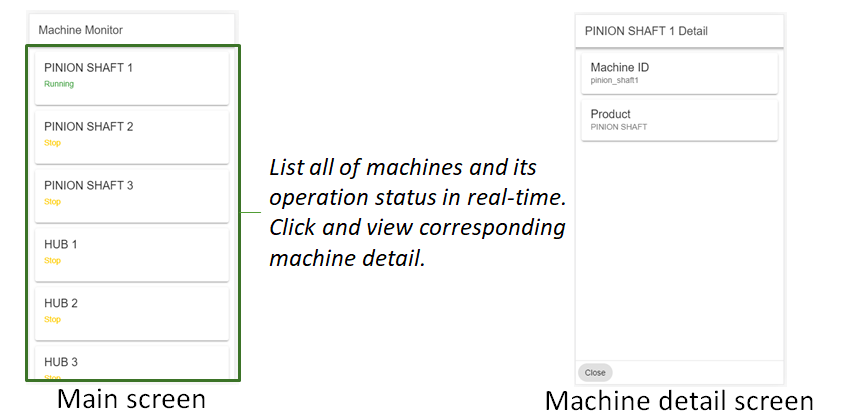 Machine Monitor
PINION SHAFT 1
Running
PINION SHAFT 2
Stop
PINION SHAFT 3
Stop
HUB 1
Stop
HUB 2
Stop
HUB 3
Stop
Main screen
List all of machines and its
operation status in real-time.
Click and view corresponding
machine detail.
PINION SHAFT 1 Detail
Machine ID
pinion_shaft1
Product
PINION SHAFT
Close
Machine detail screen